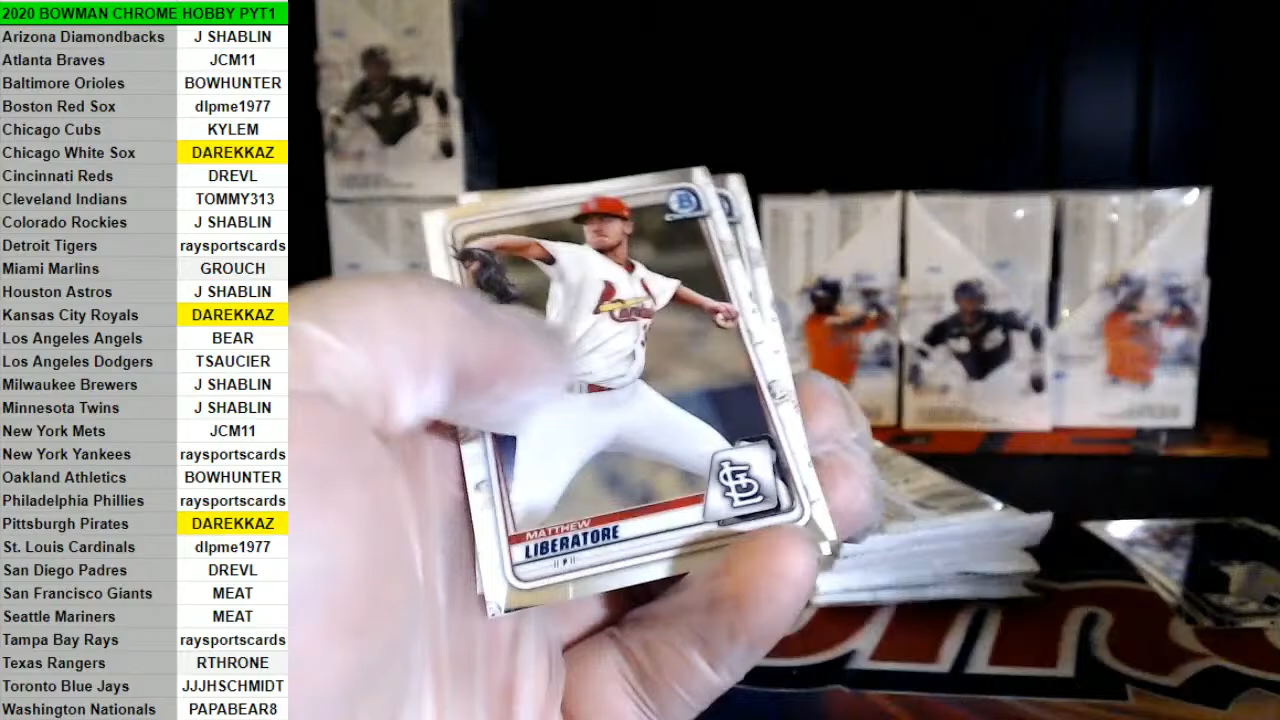 2020 BOWMAN CHROME HOBBY PYT1
Arizona Diamondbacks J SHABLIN
Atlanta Braves JCM11
Baltimore Orioles BOWHUNTER
Boston Red Sox dlpme1977
Chicago Cubs KYLEM
Chicago White Sox DAREKKAZ
Cincinnati Reds DREVL
Cleveland Indians TOMMY313
Colorado Rockies J SHABLIN
Detroit Tigers raysportscards
Miami Marlins GROUCH
Houston Astros J SHABLIN
Kansas City Royals DAREKKAZ
Los Angeles Angels BEAR
Los Angeles Dodgers TSAUCIER
Milwaukee Brewers J SHABLIN
Minnesota Twins J SHABLIN
New York Mets JCM11
New York Yankees raysportscards
Oakland Athletics BOWHUNTER
Philadelphia Phillies raysportscards
Pittsburgh Pirates DAREKKAZ
St. Louis Cardinals dlpme1977
San Diego Padres DREVL
San Francisco Giants MEAT
Seattle Mariners MEAT
Tampa Bay Rays raysportscards
Texas Rangers RTHRONE
Toronto Blue Jays JJJHSCHMIDT
Washington Nationals PAPABEAR8
B
Cardinals
STL
MATTHEW
LIBERATORE
P